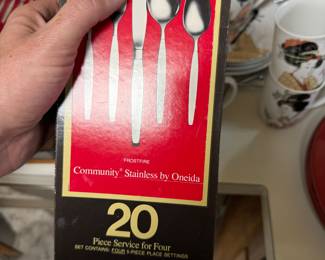 FROSTFIRE
Community® Stainless by Oneida
20
Piece Service for Four
SET CONTAINS: FOUR 5-PIECE PLACE SETTINGS